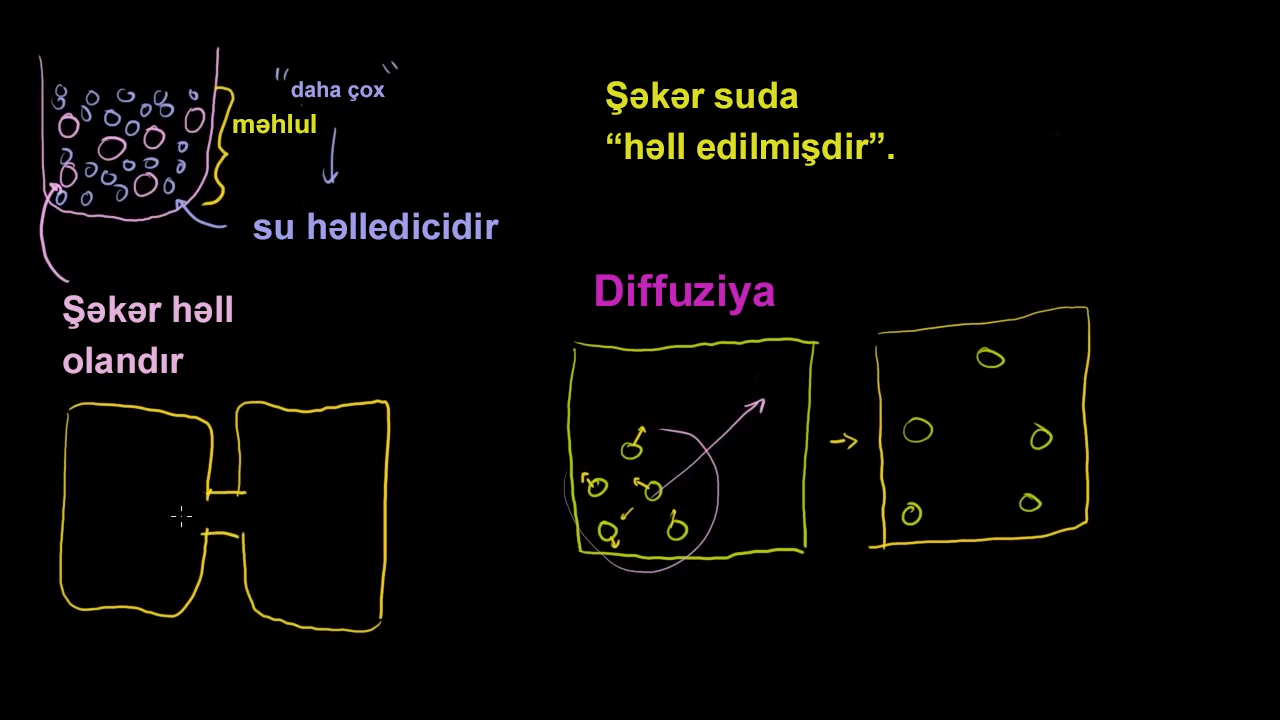 "daha çox"
məhlul
su həlledicidir
Şəkər həll
olandır
Şəkər suda
“həll edilmişdir”.
Diffuziya